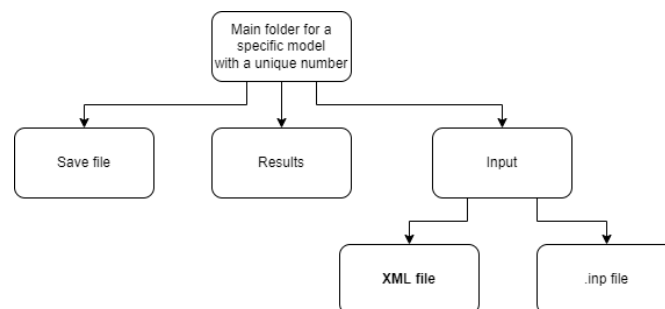 Main folder for a
specific model
with a unique number
Save file
Results
Input
XML file
.inp file